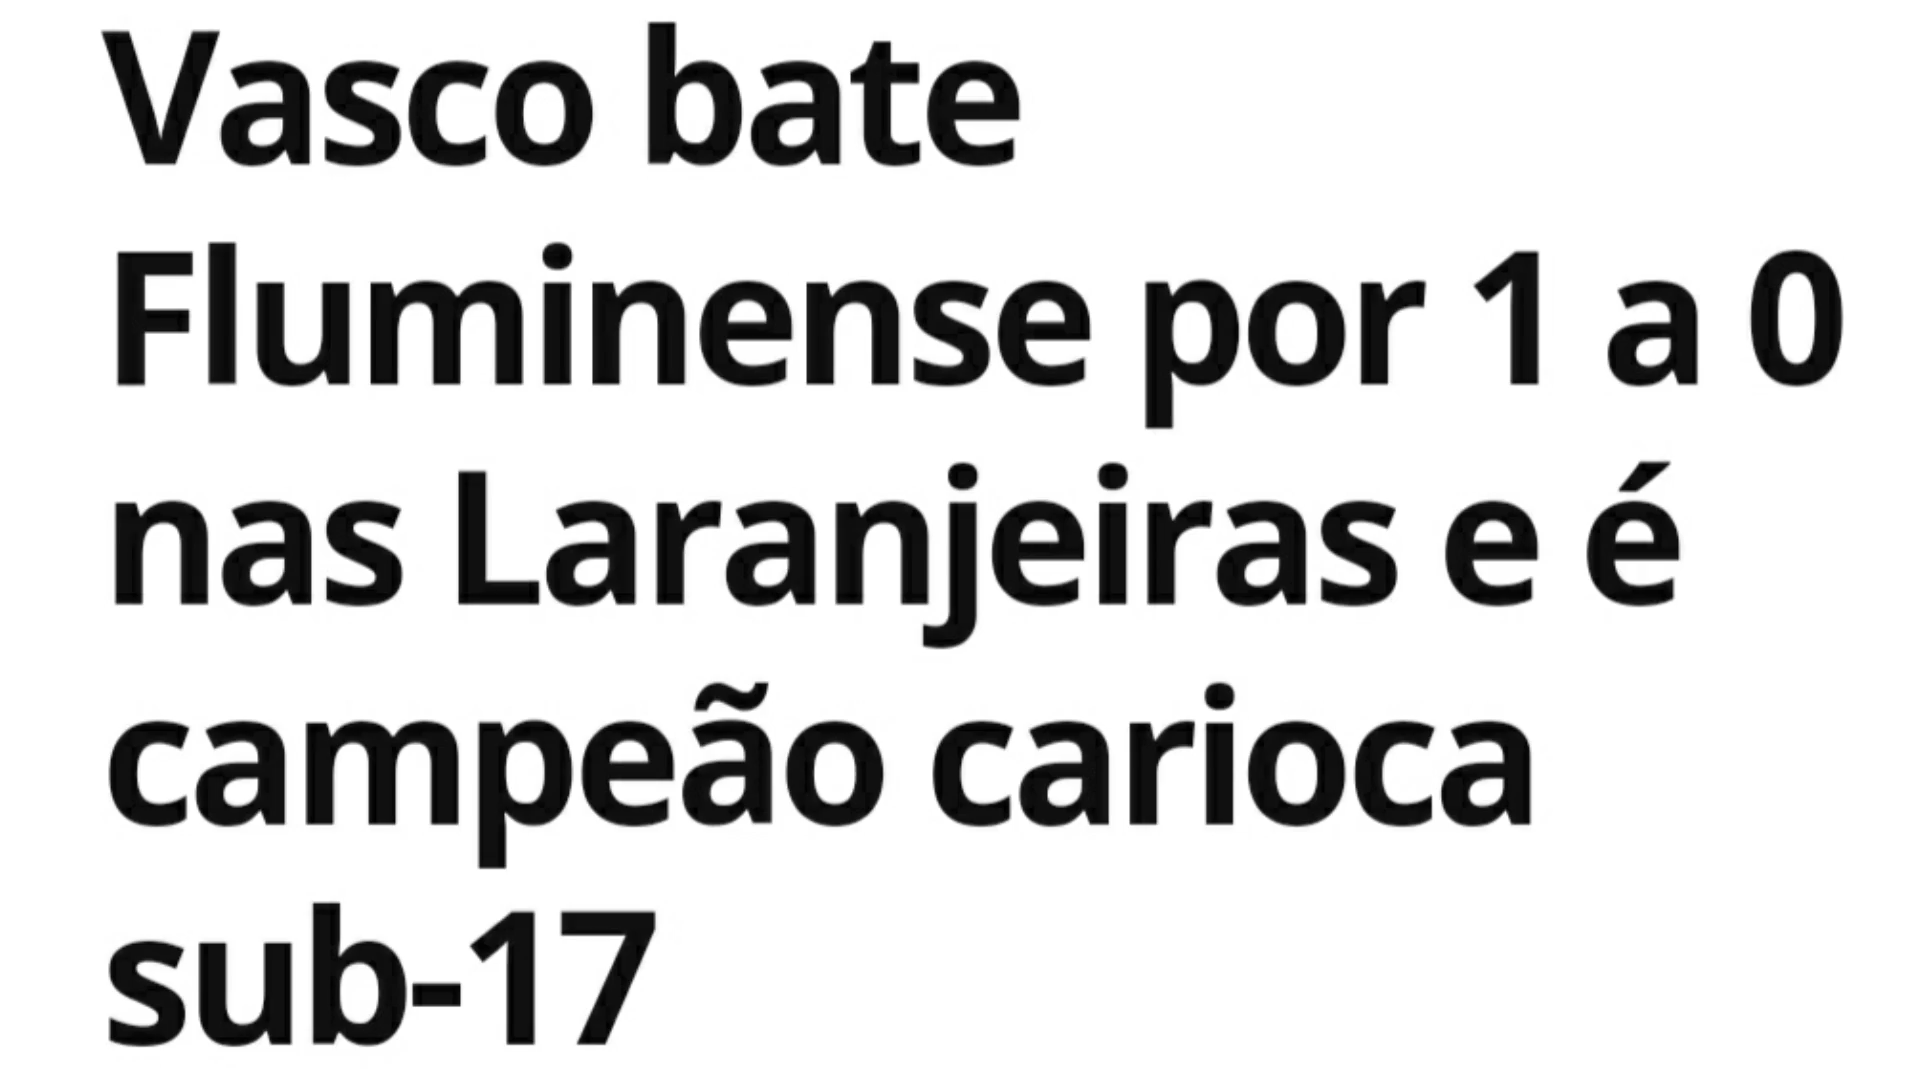 Vasco bate
Fluminense por 1 a 0
nas Laranjeiras e é
campeão carioca
sub-17